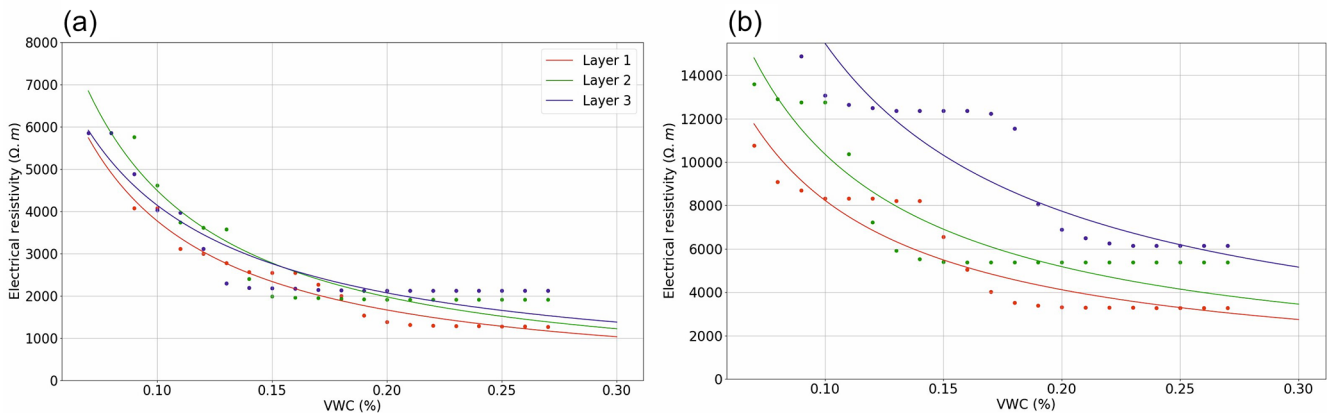 (a)
8000
7000
6000
5000
4000
3000
2000
1000
0
Electrical resistivity (Ω. m)
0.10 0.15 0.20 0.25 0.30
VWC (%)
Layer 1
Layer 2
Layer 3
(b)
14000
12000
10000
8000
6000
4000
2000
0
Electrical resistivity (Ω. m)
0.10 0.15 0.20 0.25 0.30
VWC (%)